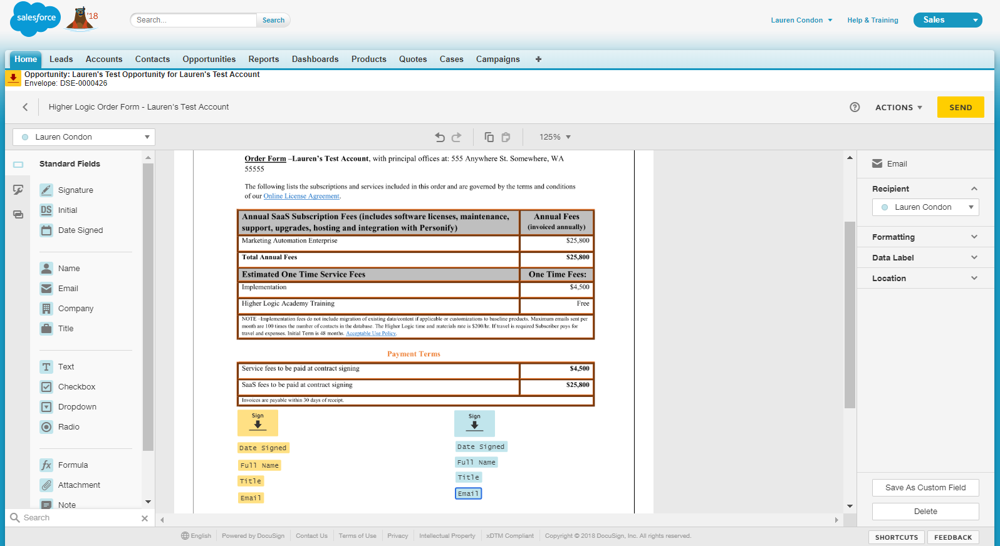 salesforce
'18
Search...
Search
Lauren Condon
Help & Training
Sales
Home
Leads
Accounts
Contacts
Opportunities
Reports
Dashboards
Products
Quotes
Cases
Campaigns
+
Opportunity: Lauren's Test Opportunity for Lauren's Test Account
Envelope: DSE-0000426
Higher Logic Order Form - Lauren's Test Account
ACTIONS
SEND
Lauren Condon
125%
Standard Fields
Signature
DS Initial
Date Signed
Name
Email
Company
Title
Text
Checkbox
Dropdown
Radio
Formula
Attachment
Note
Search
Order Form –Lauren's Test Account, with principal offices at: 555 Anywhere St. Somewhere, WA
55555
The following lists the subscriptions and services included in this order and are governed by the terms and conditions
of our Online License Agreement.
Annual SaaS Subscription Fees (includes software licenses, maintenance,
support, upgrades, hosting and integration with Personify)
Annual Fees
(invoiced annually)
Marketing Automation Enterprise $25,800
Total Annual Fees $25,800
Estimated One Time Service Fees One Time Fees:
Implementation $4,500
Higher Logic Academy Training Free
NOTE –Implementation fees do not include migration of existing data/content if applicable or customizations to baseline products. Maximum emails sent per
month are 100 times the number of contacts in the database. The Higher Logic time and materials rate is $200/hr. If travel is required Subscriber pays for
travel and expenses. Initial Term is 48 months. Acceptable Use Policy.
Payment Terms
Service fees to be paid at contract signing $4,500
SaaS fees to be paid at contract signing $25,800
Invoices are payable within 30 days of receipt.
Sign
Date Signed
Full Name
Title
Email
Sign
Date Signed
Full Name
Title
Email
Email
Recipient
Lauren Condon
Formatting
Data Label
Location
Save As Custom Field
Delete
English
Powered by DocuSign
Contact Us
Terms of Use
Privacy
Intellectual Property
xDTM Compliant
Copyright © 2018 DocuSign, Inc. All rights reserved.
SHORTCUTS
FEEDBACK